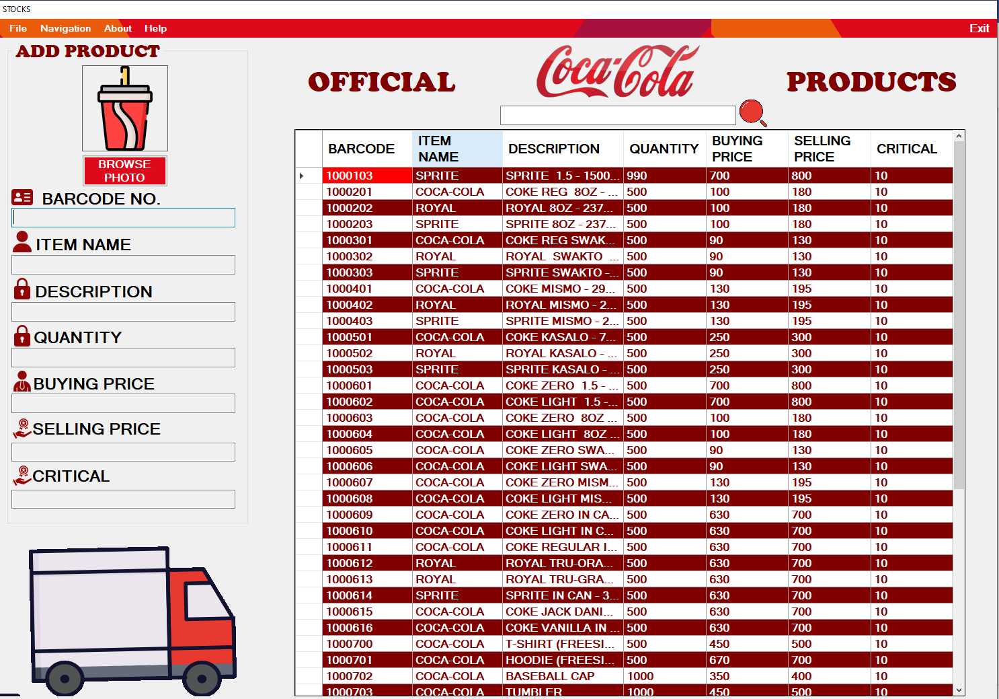 STOCKS
File Navigation About Help Exit
ADD PRODUCT
BROWSE
PHOTO
BARCODE NO.
ITEM NAME
DESCRIPTION
QUANTITY
BUYING PRICE
SELLING PRICE
CRITICAL
OFFICIAL Coca-Cola PRODUCTS
BARCODE ITEM NAME DESCRIPTION QUANTITY BUYING PRICE SELLING PRICE CRITICAL
1000103 SPRITE SPRITE 1.5 - 1500... 990 700 800 10
1000201 COCA-COLA COKE REG 8OZ - ... 500 100 180 10
1000202 ROYAL ROYAL 8OZ - 237... 500 100 180 10
1000203 SPRITE SPRITE 8OZ - 237... 500 100 180 10
1000301 COCA-COLA COKE REG SWAK... 500 90 130 10
1000302 ROYAL ROYAL SWAKTO ... 500 90 130 10
1000303 SPRITE SPRITE SWAKTO -... 500 90 130 10
1000401 COCA-COLA COKE MISMO - 29... 500 130 195 10
1000402 ROYAL ROYAL MISMO - 2... 500 130 195 10
1000403 SPRITE SPRITE MISMO - 2... 500 130 195 10
1000501 COCA-COLA COKE KASALO - 7... 500 250 300 10
1000502 ROYAL ROYAL KASALO - ... 500 250 300 10
1000503 SPRITE SPRITE KASALO - ... 500 250 300 10
1000601 COCA-COLA COKE ZERO 1.5 - ... 500 700 800 10
1000602 COCA-COLA COKE LIGHT 1.5 -... 500 700 800 10
1000603 COCA-COLA COKE ZERO 8OZ ... 500 100 180 10
1000604 COCA-COLA COKE LIGHT 8OZ ... 500 100 180 10
1000605 COCA-COLA COKE ZERO SWA... 500 90 130 10
1000606 COCA-COLA COKE LIGHT SWA... 500 90 130 10
1000607 COCA-COLA COKE ZERO MISM... 500 130 195 10
1000608 COCA-COLA COKE LIGHT MIS... 500 130 195 10
1000609 COCA-COLA COKE ZERO IN CA... 500 630 700 10
1000610 COCA-COLA COKE LIGHT IN C... 500 630 700 10
1000611 COCA-COLA COKE REGULAR I... 500 630 700 10
1000612 ROYAL ROYAL TRU-ORA... 500 630 700 10
1000613 ROYAL ROYAL TRU-GRA... 500 630 700 10
1000614 SPRITE SPRITE IN CAN - 3... 500 630 700 10
1000615 COCA-COLA COKE JACK DANI... 500 630 700 10
1000616 COCA-COLA COKE VANILLA IN ... 500 630 700 10
1000700 COCA-COLA T-SHIRT (FREESI... 500 450 500 10
1000701 COCA-COLA HOODIE (FREESI... 500 670 700 10
1000702 COCA-COLA BASEBALL CAP 1000 350 400 10
1000703 COCA-COLA TUMBLER 1000 450 500 10